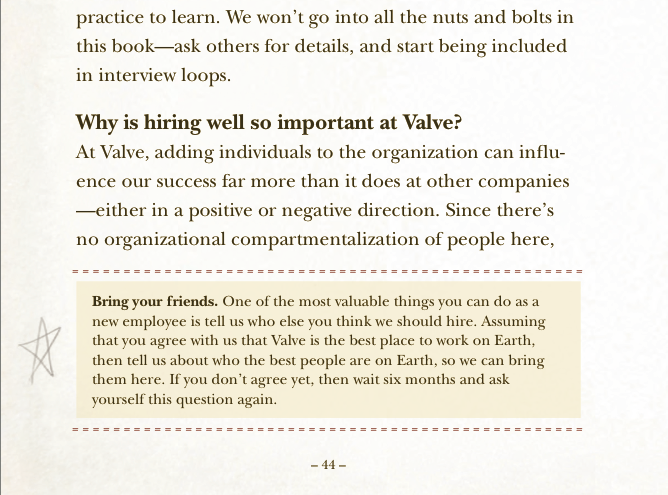 practice to learn. We won’t go into all the nuts and bolts in
this book—ask others for details, and start being included
in interview loops.
Why is hiring well so important at Valve?
At Valve, adding individuals to the organization can influ-
ence our success far more than it does at other companies
—either in a positive or negative direction. Since there’s
no organizational compartmentalization of people here,
Bring your friends. One of the most valuable things you can do as a
new employee is tell us who else you think we should hire. Assuming
that you agree with us that Valve is the best place to work on Earth,
then tell us about who the best people are on Earth, so we can bring
them here. If you don’t agree yet, then wait six months and ask
yourself this question again.
– 44 –